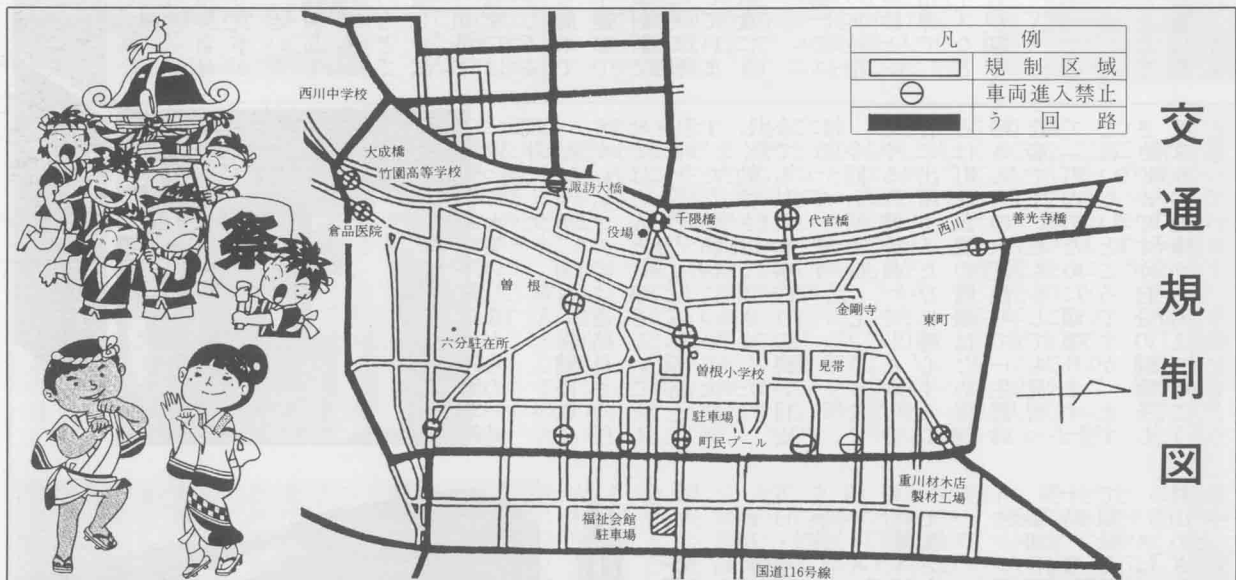 交通規制図
凡例
規制区域
車両進入禁止
う回路
祭
西川中学校
大成橋
竹園高等学校
倉品医院
諏訪大橋
役場
千隈橋
代官橋
西川
善光寺橋
曽根
六分駐在所
金剛寺
東町
曽根小学校
見帯
駐車場
町民プール
重川材木店
製材工場
福祉会館
駐車場
国道116号線